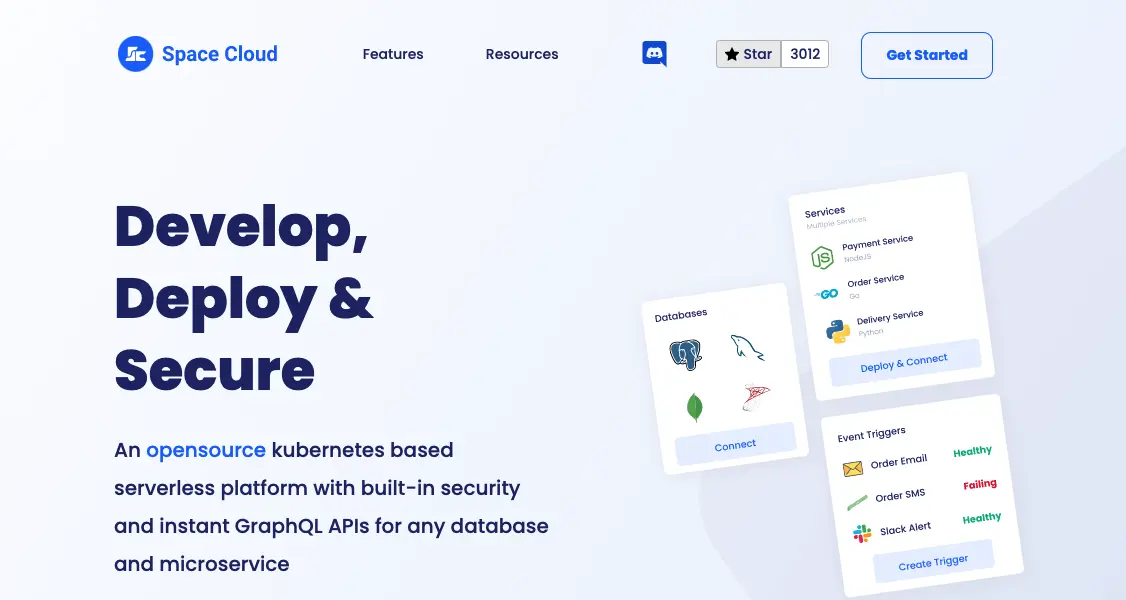 Space Cloud
Features
Resources
Star
3012
Get Started
Develop,
Deploy &
Secure
An opensource kubernetes based
serverless platform with built-in security
and instant GraphQL APIs for any database
and microservice
Databases
Connect
Services
Multiple Services
Payment Service
NodeJS
Order Service
Go
Delivery Service
Python
Deploy & Connect
Event Triggers
Order Email
Healthy
Order SMS
Failing
Slack Alert
Healthy
Create Trigger
JS
GO